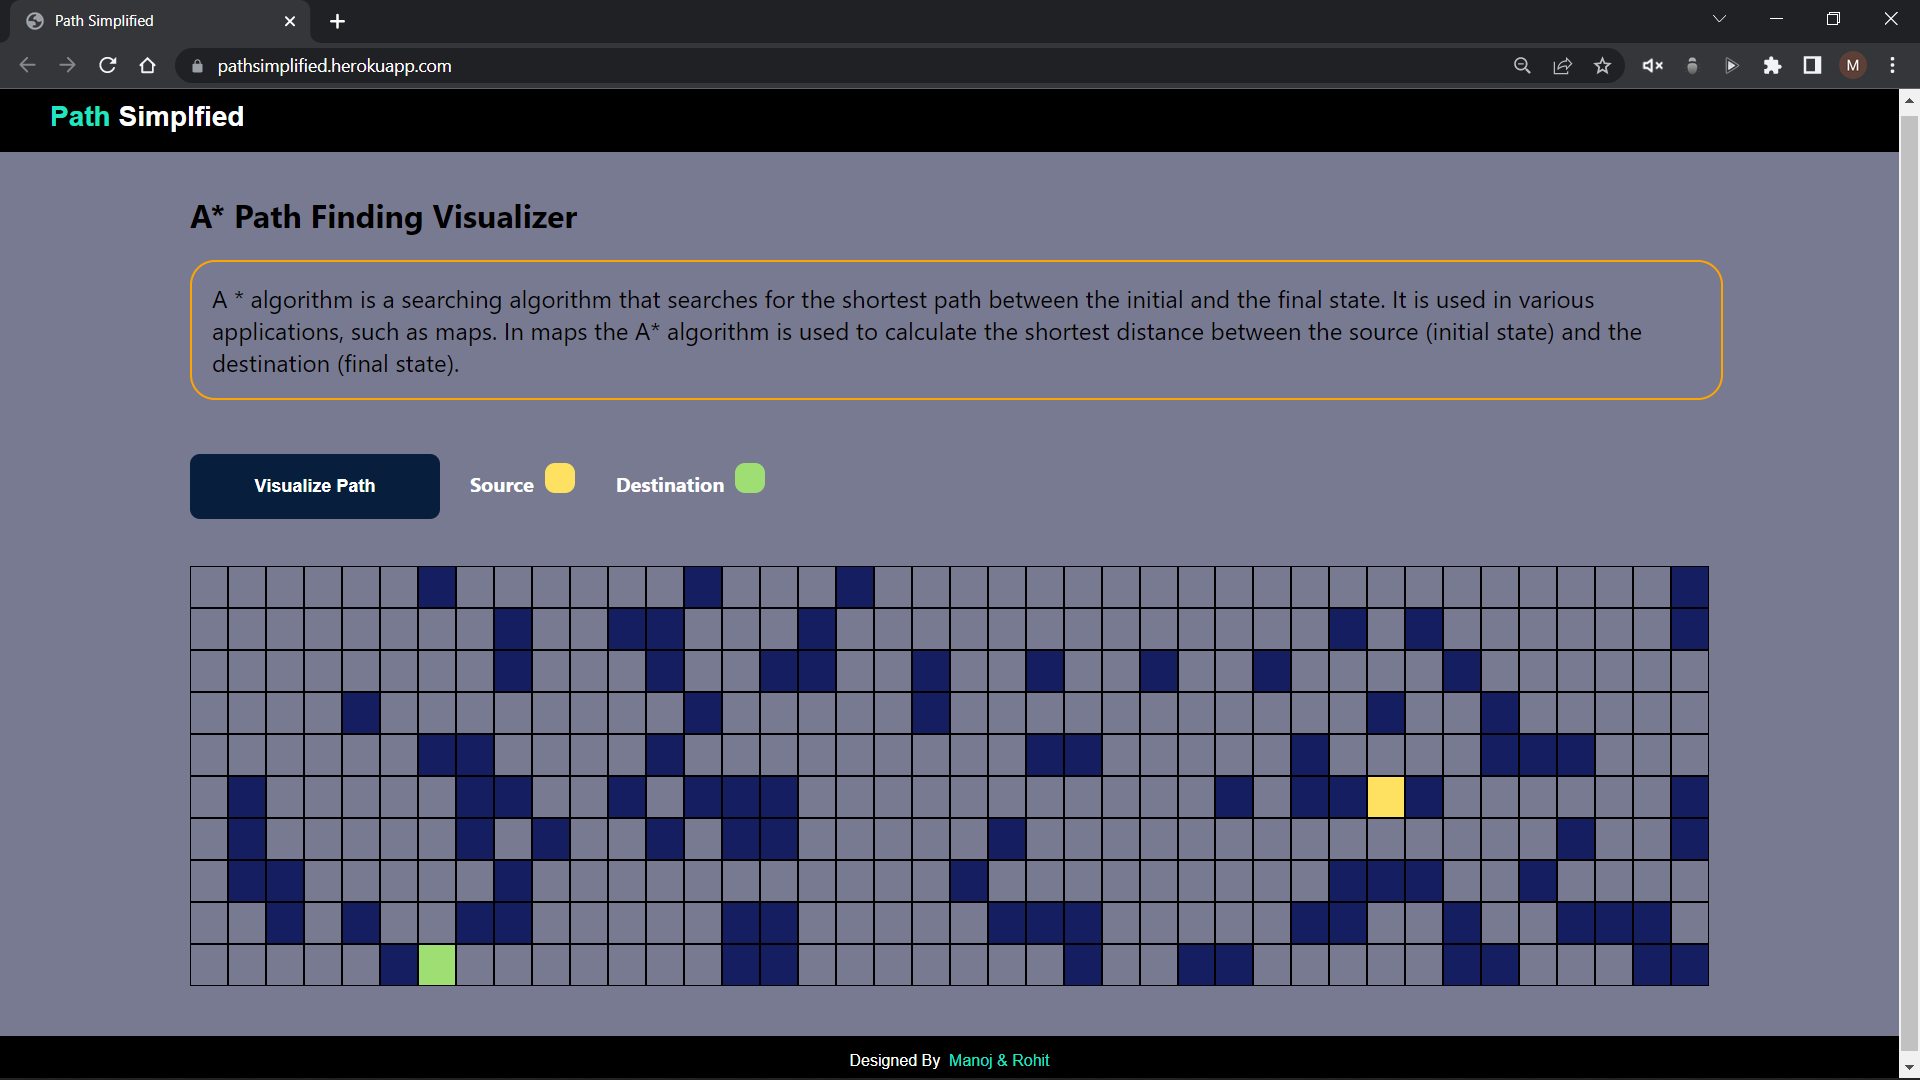 Path Simplified
pathsimplified.herokuapp.com
M
Path Simplfied
A* Path Finding Visualizer
A * algorithm is a searching algorithm that searches for the shortest path between the initial and the final state. It is used in various
applications, such as maps. In maps the A* algorithm is used to calculate the shortest distance between the source (initial state) and the
destination (final state).
Visualize Path
Source
Destination
Designed By Manoj & Rohit